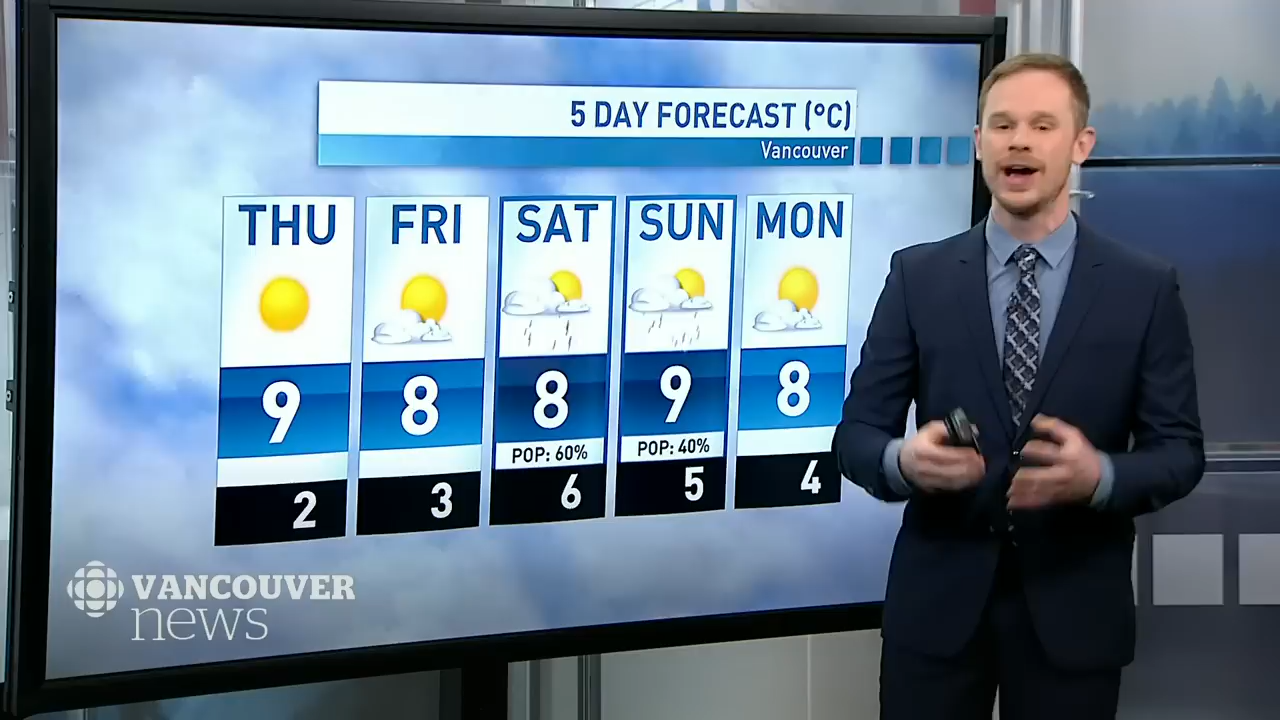 5 DAY FORECAST (°C)
Vancouver
THU FRI SAT SUN MON
9 8 8 9 8
POP: 60% POP: 40%
2 3 6 5 4
VANCOUVER
news